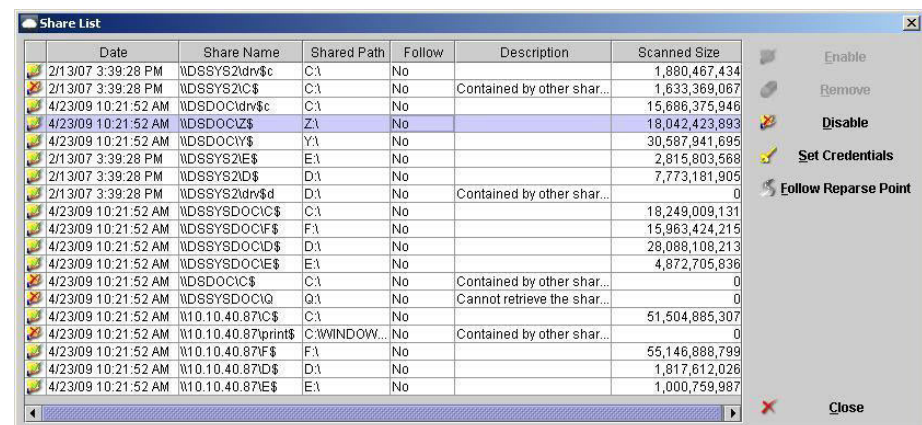 Share List
Date Share Name Shared Path Follow Description Scanned Size
2/13/07 3:39:28 PM \\DSSYS2\drv$c C:\ No 1,880,467,434
2/13/07 3:39:28 PM \\DSSYS2\C$ C:\ No Contained by other shar... 1,633,369,067
4/23/09 10:21:52 AM \\DSDOC\drv$c C:\ No 15,686,375,946
4/23/09 10:21:52 AM \\DSDOC\Z$ Z:\ No 18,042,423,893
4/23/09 10:21:52 AM \\DSDOC\Y$ Y:\ No 30,587,941,695
2/13/07 3:39:28 PM \\DSSYS2\E$ E:\ No 2,815,803,568
2/13/07 3:39:28 PM \\DSSYS2\D$ D:\ No 7,773,181,905
2/13/07 3:39:28 PM \\DSSYS2\drv$d D:\ No Contained by other shar... 0
4/23/09 10:21:52 AM \\DSSYSDOC\C$ C:\ No 18,249,009,131
4/23/09 10:21:52 AM \\DSSYSDOC\F$ F:\ No 15,963,424,215
4/23/09 10:21:52 AM \\DSSYSDOC\D$ D:\ No 28,088,108,213
4/23/09 10:21:52 AM \\DSSYSDOC\E$ E:\ No 4,872,705,836
4/23/09 10:21:52 AM \\DSDOC\C$ C:\ No Contained by other shar... 0
4/23/09 10:21:52 AM \\DSSYSDOC\Q Q:\ No Cannot retrieve the shar... 0
4/23/09 10:21:52 AM \\10.10.40.87\C$ C:\ No 51,504,885,307
4/23/09 10:21:52 AM \\10.10.40.87\print$ C:\WINDOW... No Contained by other shar... 0
4/23/09 10:21:52 AM \\10.10.40.87\F$ F:\ No 55,146,888,799
4/23/09 10:21:52 AM \\10.10.40.87\D$ D:\ No 1,817,612,026
4/23/09 10:21:52 AM \\10.10.40.87\E$ E:\ No 1,000,759,987
Enable
Remove
Disable
Set Credentials
Follow Reparse Point
Close